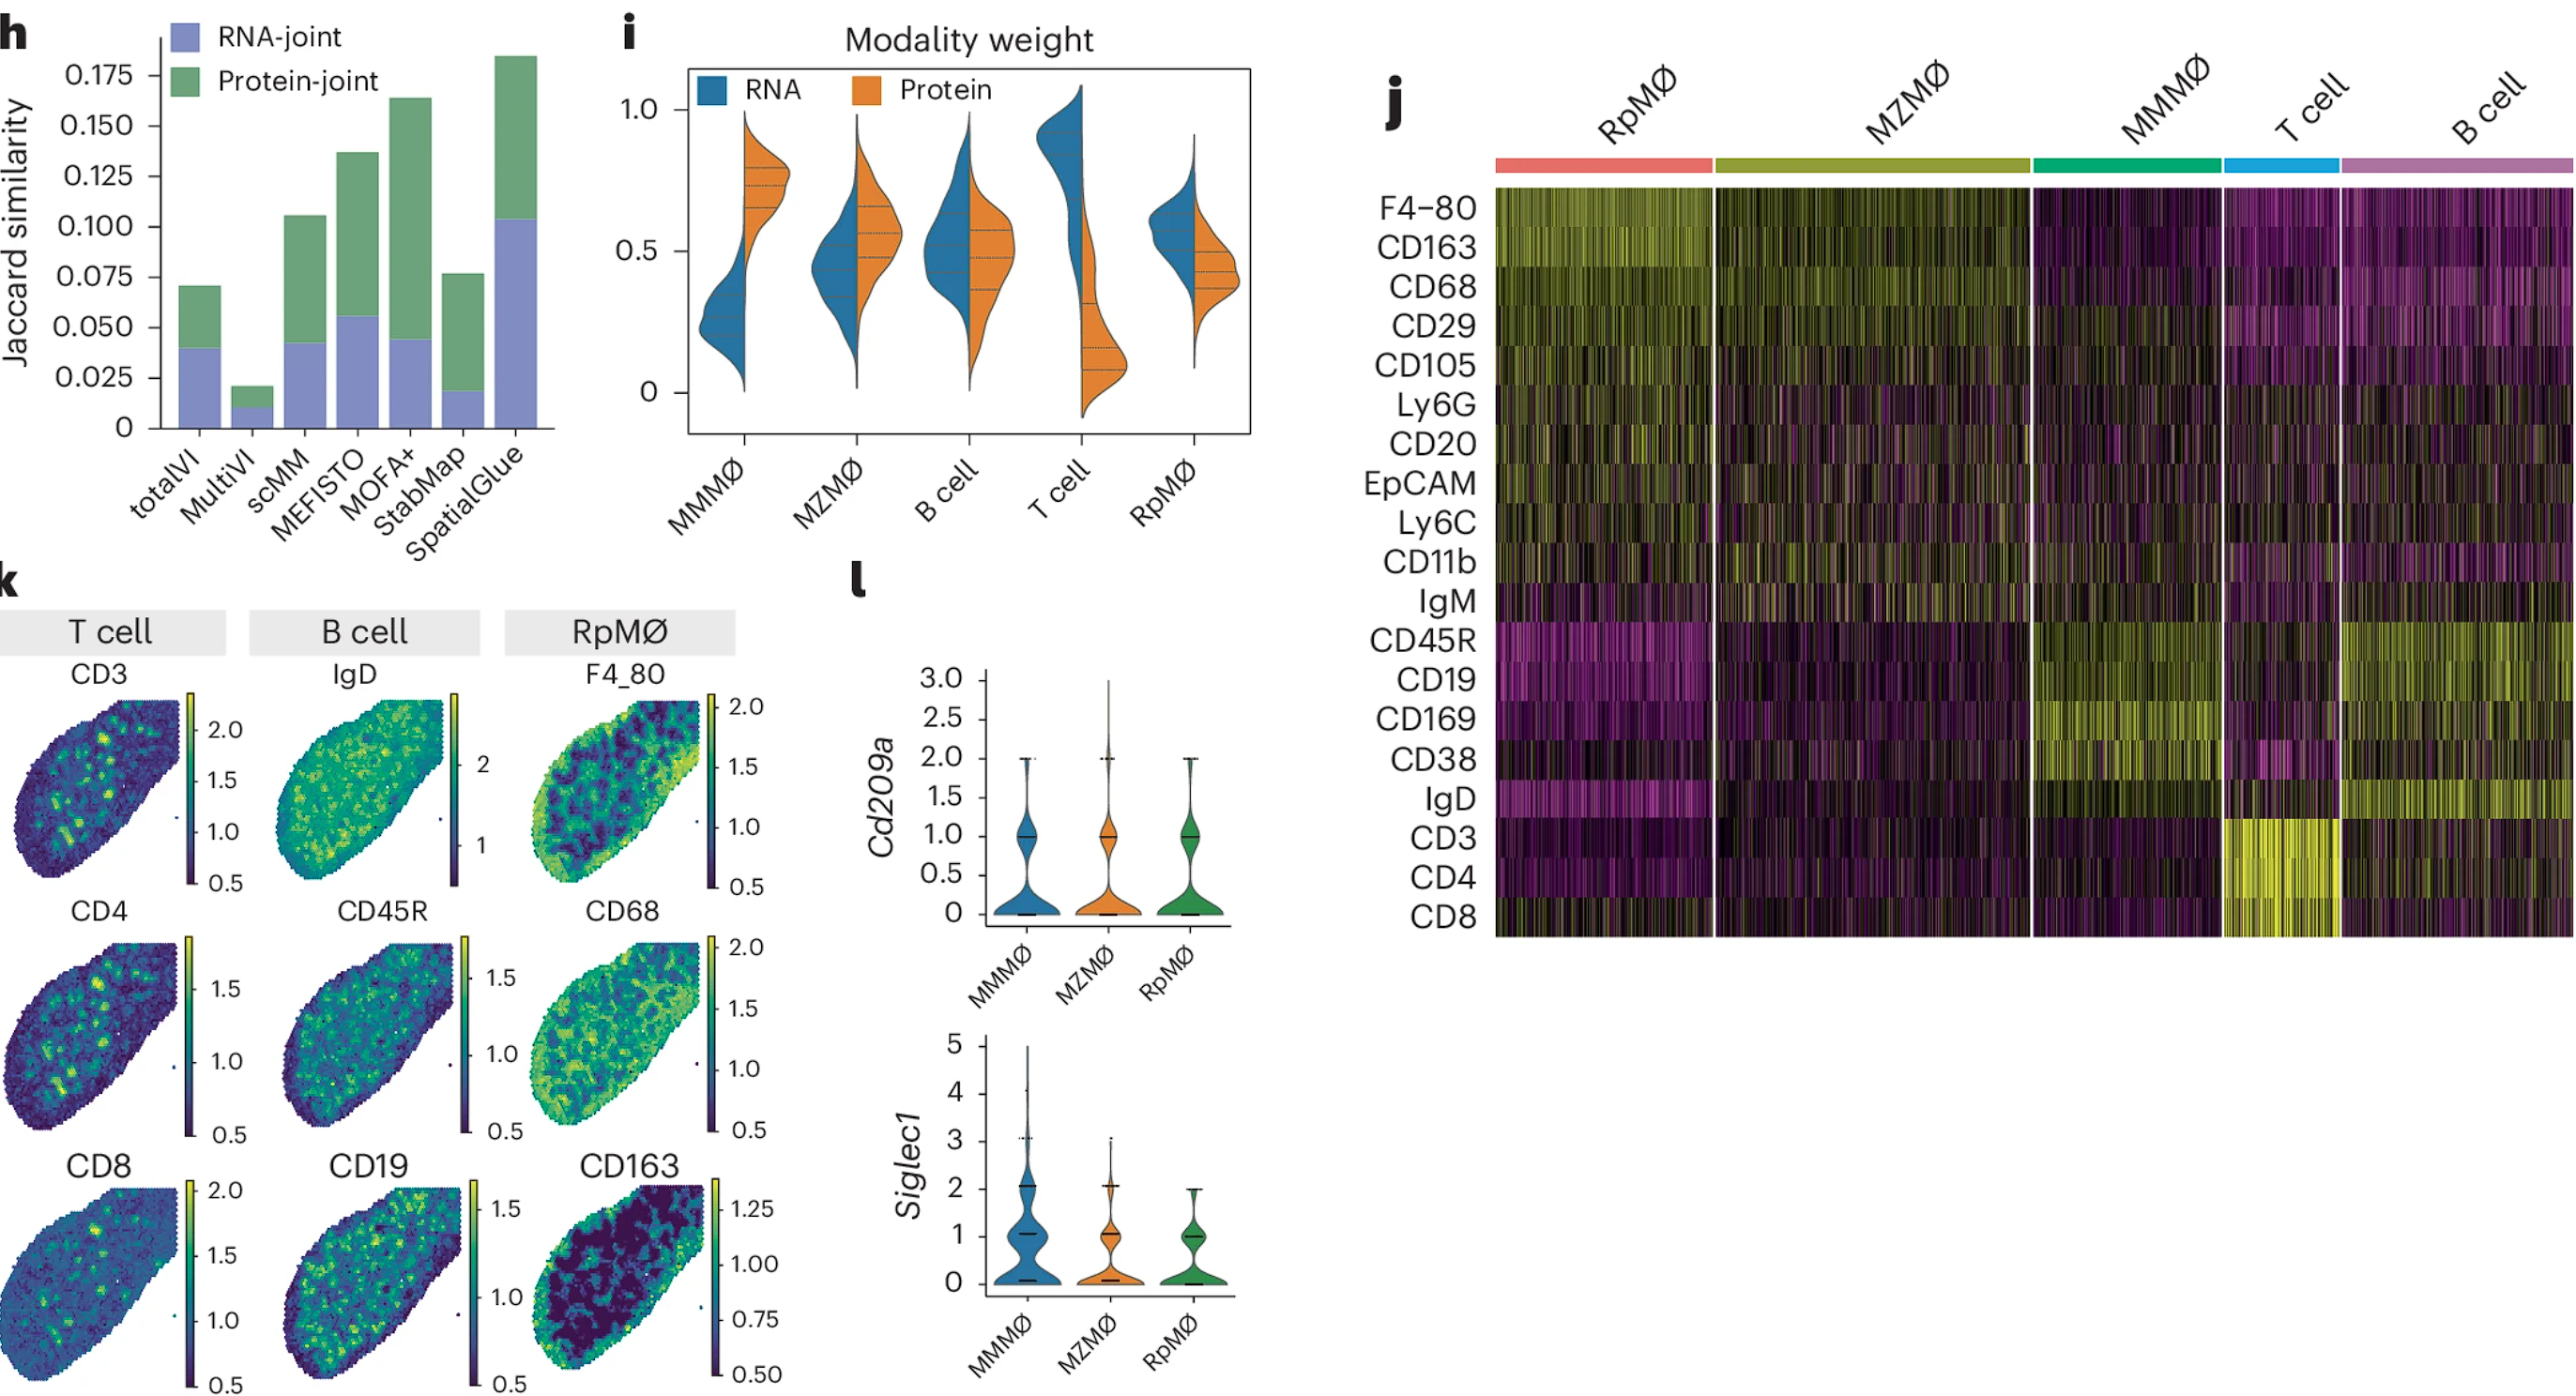 h
RNA-joint
Protein-joint
Jaccard similarity
0.175
0.150
0.125
0.100
0.075
0.050
0.025
0
totalVI
MultiVI
scMM
MEFISTO
MOFA+
StabMap
SpatialGlue
i
Modality weight
RNA
Protein
1.0
0.5
0
MMMØ
MZMØ
B cell
T cell
RpMØ
j
RpMØ
MZMØ
MMMØ
T cell
B cell
F4-80
CD163
CD68
CD29
CD105
Ly6G
CD20
EpCAM
Ly6C
CD11b
IgM
CD45R
CD19
CD169
CD38
IgD
CD3
CD4
CD8
k
T cell
B cell
RpMØ
CD3
2.0
1.5
1.0
0.5
IgD
2
1
F4_80
2.0
1.5
1.0
0.5
CD4
1.5
1.0
0.5
CD45R
1.5
1.0
0.5
CD68
2.0
1.5
1.0
0.5
CD8
2.0
1.5
1.0
0.5
CD19
1.5
1.0
0.5
CD163
1.25
1.00
0.75
0.50
l
Cd209a
3.0
2.5
2.0
1.5
1.0
0.5
0
MMMØ
MZMØ
RpMØ
Siglec1
5
4
3
2
1
0
MMMØ
MZMØ
RpMØ